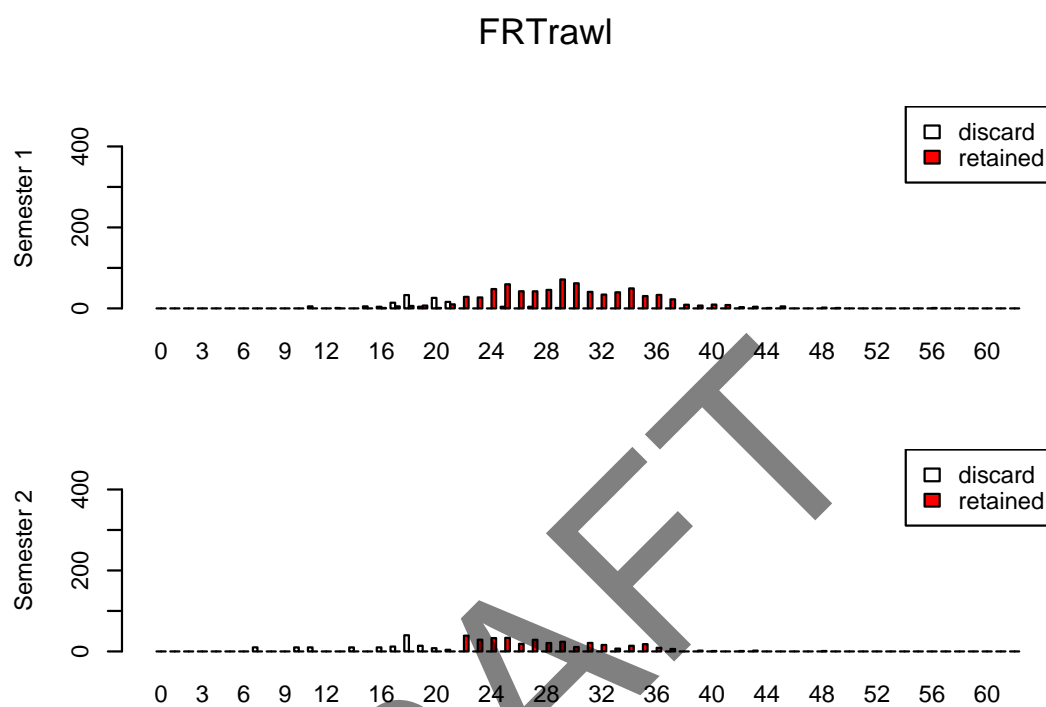 FRTrawl
Semester 1
400
200
0
discard
retained
0 3 6 9 12 16 20 24 28 32 36 40 44 48 52 56 60
Semester 2
400
200
0
discard
retained
0 3 6 9 12 16 20 24 28 32 36 40 44 48 52 56 60
RAFT